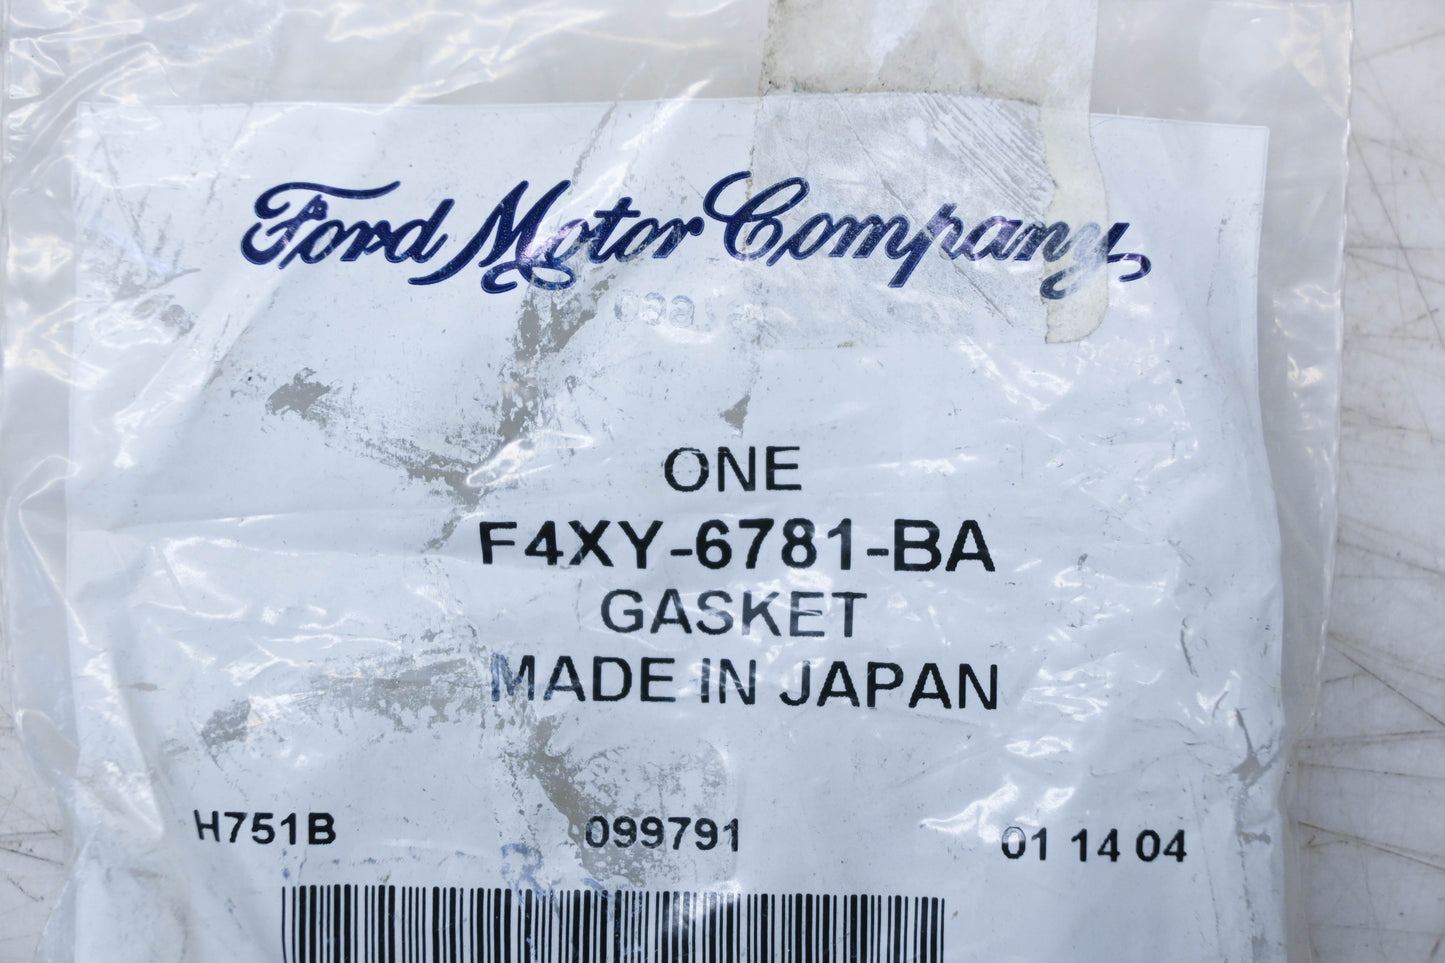 Ford Motor Company
ONE
F4XY-6781-BA
GASKET
MADE IN JAPAN
H751B 099791 01 14 04